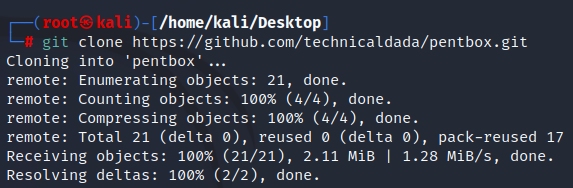 ┌──(root㉿kali)-[/home/kali/Desktop]
└─# git clone https://github.com/technicaldada/pentbox.git
Cloning into 'pentbox'...
remote: Enumerating objects: 21, done.
remote: Counting objects: 100% (4/4), done.
remote: Compressing objects: 100% (4/4), done.
remote: Total 21 (delta 0), reused 0 (delta 0), pack-reused 17
Receiving objects: 100% (21/21), 2.11 MiB | 1.28 MiB/s, done.
Resolving deltas: 100% (2/2), done.